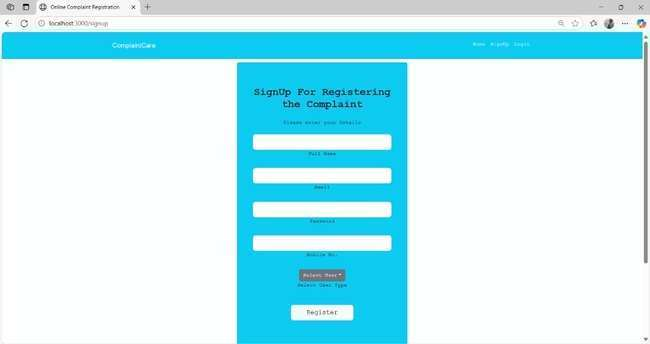 Online Complaint Registration
localhost:3000/signup
ComplaintCare
Home SignUp Login
SignUp For Registering
the Complaint
Please enter your Details
Full Name
Email
Password
Mobile No.
Select User
Select User Type
Register